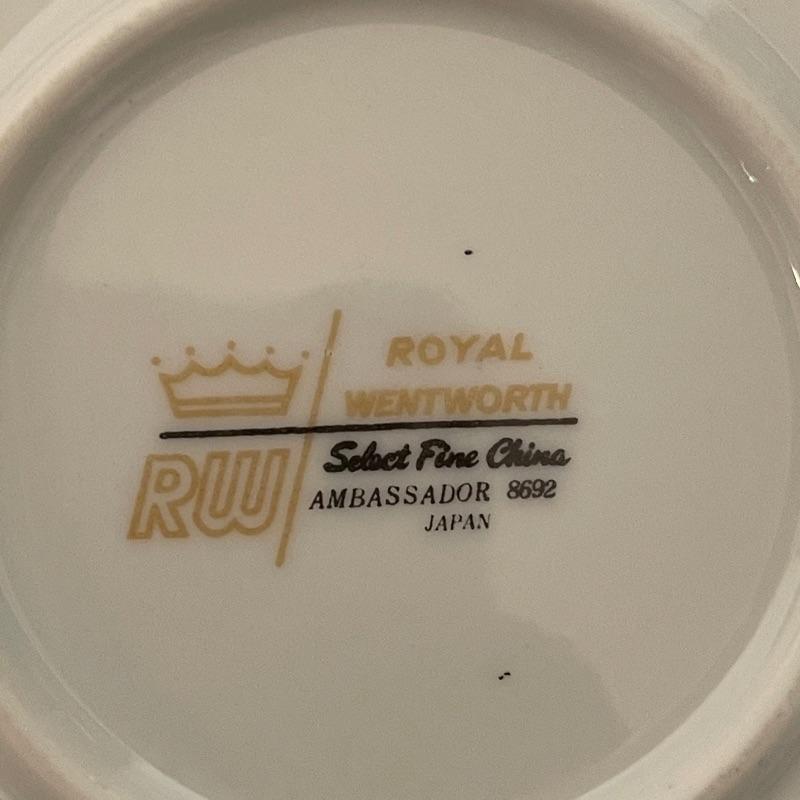 ROYAL
WENTWORTH
RW
Select Fine China
AMBASSADOR 8692
JAPAN